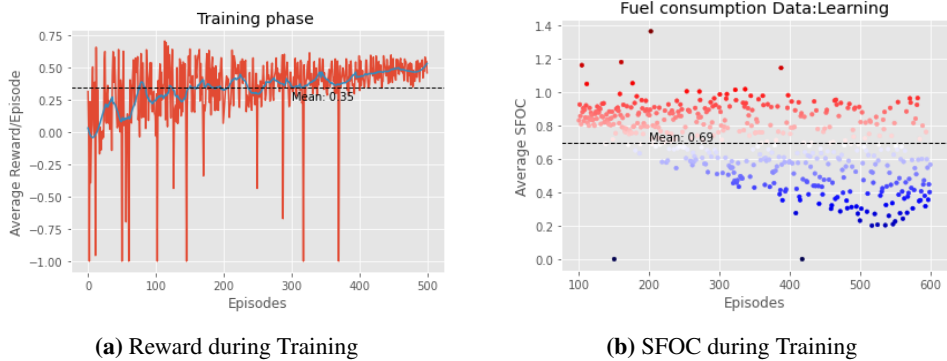 Training phase
0.75
0.50
0.25
0.00
−0.25
−0.50
−0.75
−1.00
Average Reward/Episode
Mean: 0.35
0
100
200
300
400
500
Episodes
(a) Reward during Training
Fuel consumption Data:Learning
1.4
1.2
1.0
0.8
0.6
0.4
0.2
0.0
Average SFOC
Mean: 0.69
100
200
300
400
500
600
Episodes
(b) SFOC during Training